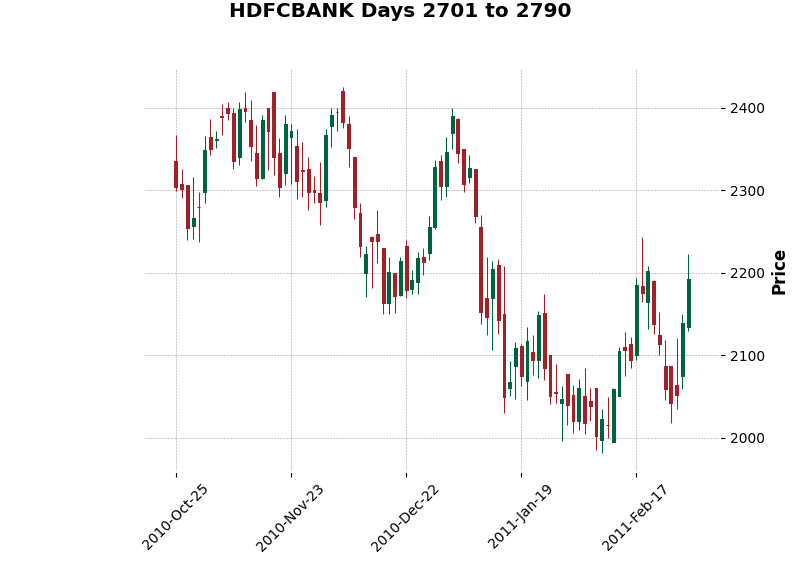 HDFCBANK Days 2701 to 2790
2400
2300
2200
2100
2000
Price
2010-Oct-25
2010-Nov-23
2010-Dec-22
2011-Jan-19
2011-Feb-17